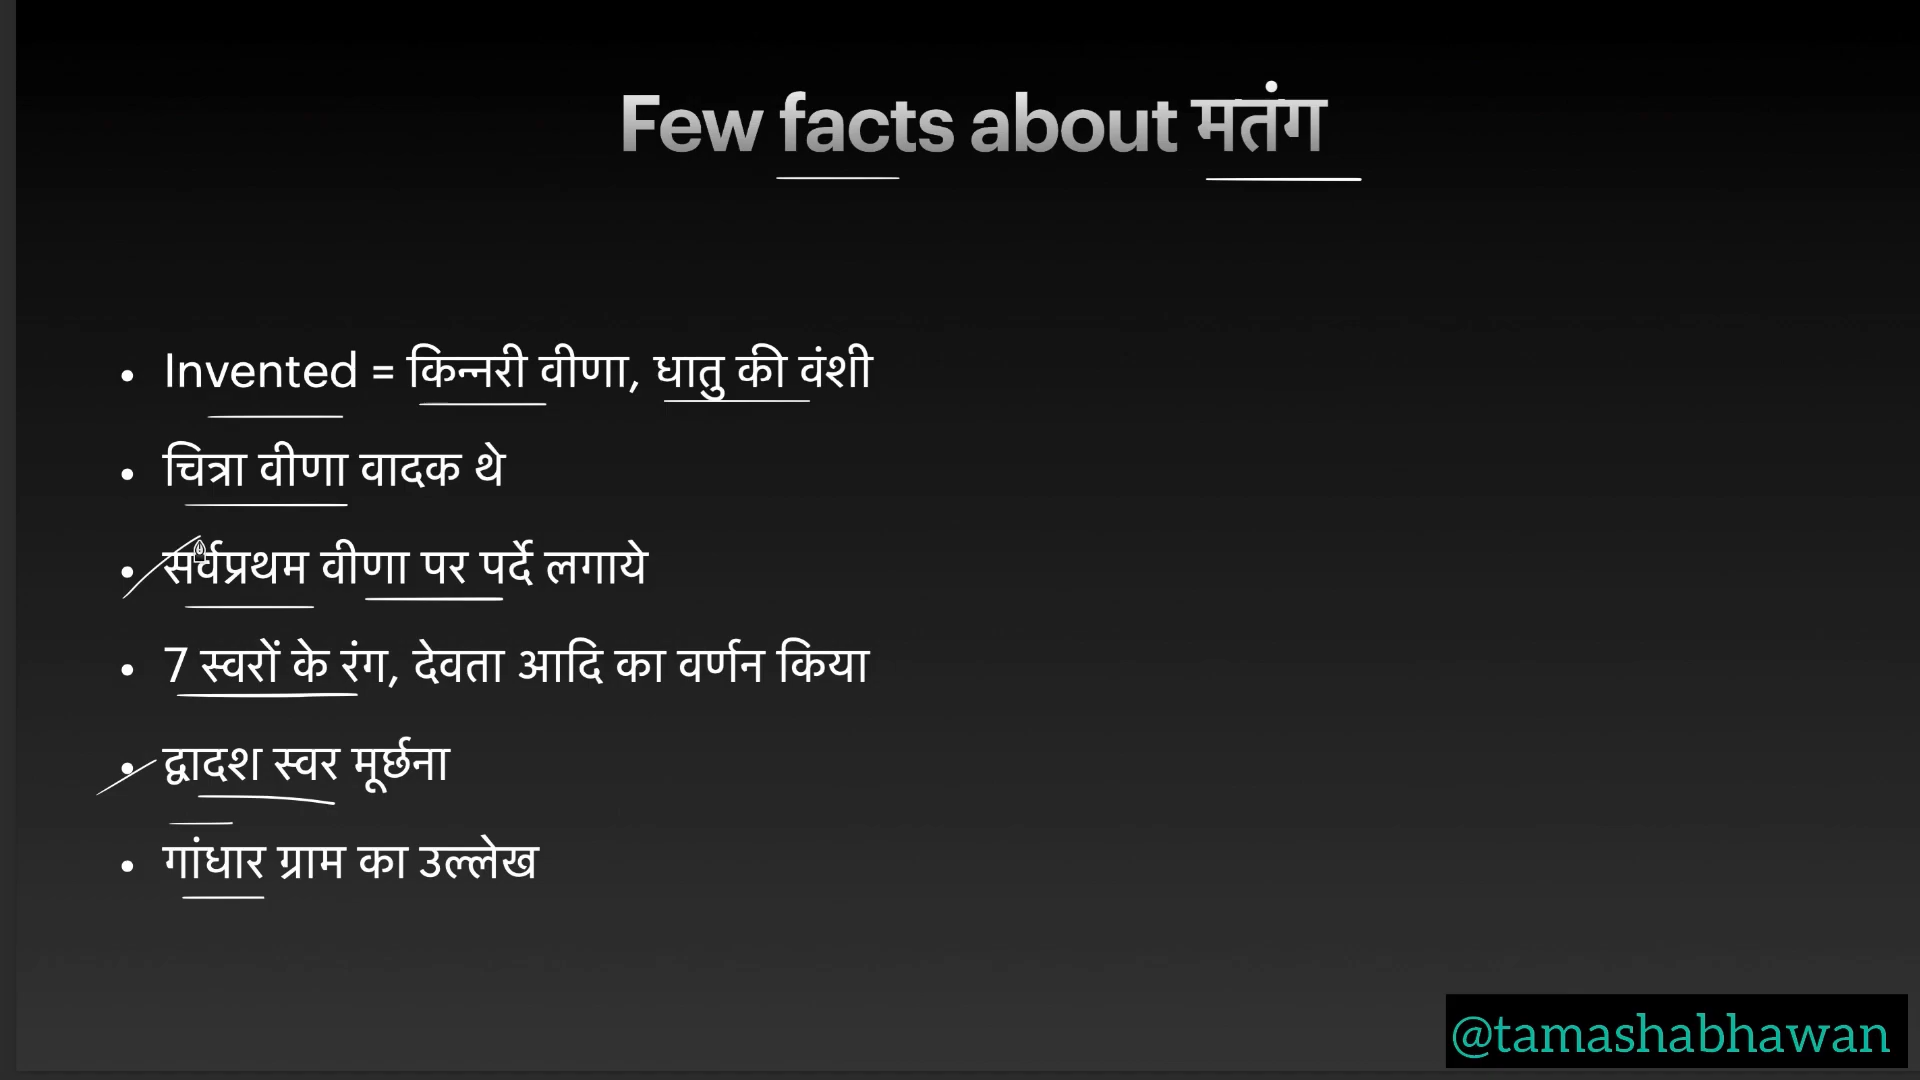 Few facts about मतंग
• Invented = किन्नरी वीणा, धातु की वंशी
• चित्रा वीणा वादक थे
• सर्वप्रथम वीणा पर पर्दे लगाये
• 7 स्वरों के रंग, देवता आदि का वर्णन किया
• द्वादश स्वर मूर्छना
• गांधार ग्राम का उल्लेख
@tamashabhawan